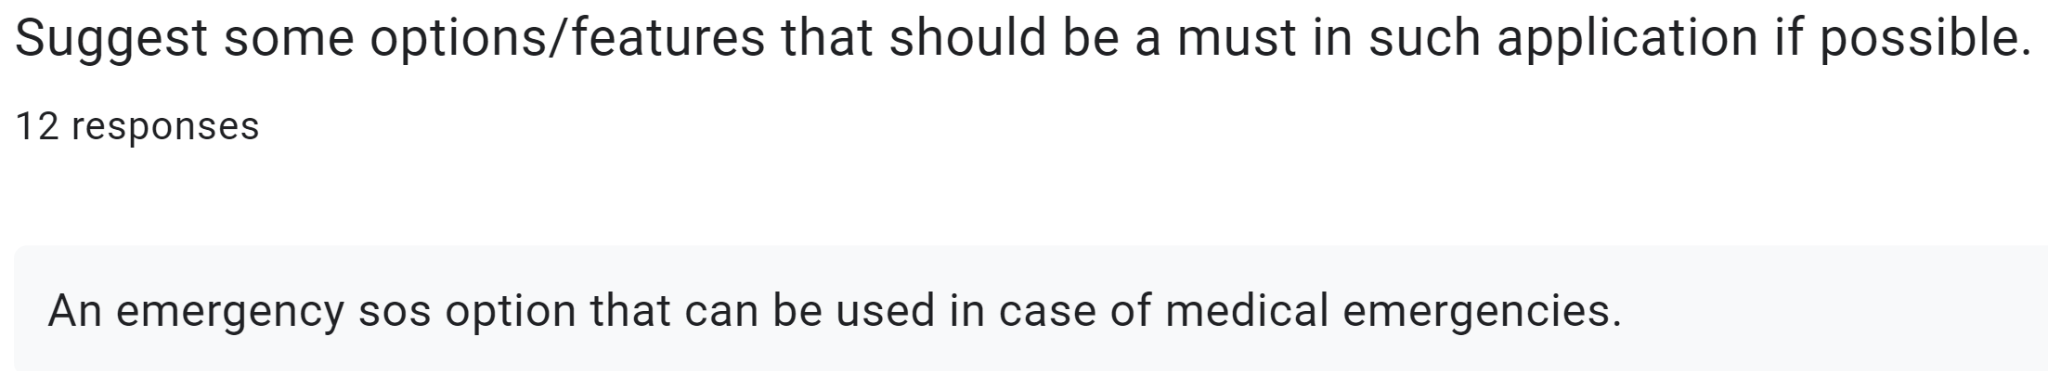 Suggest some options/features that should be a must in such application if possible.
12 responses
An emergency sos option that can be used in case of medical emergencies.